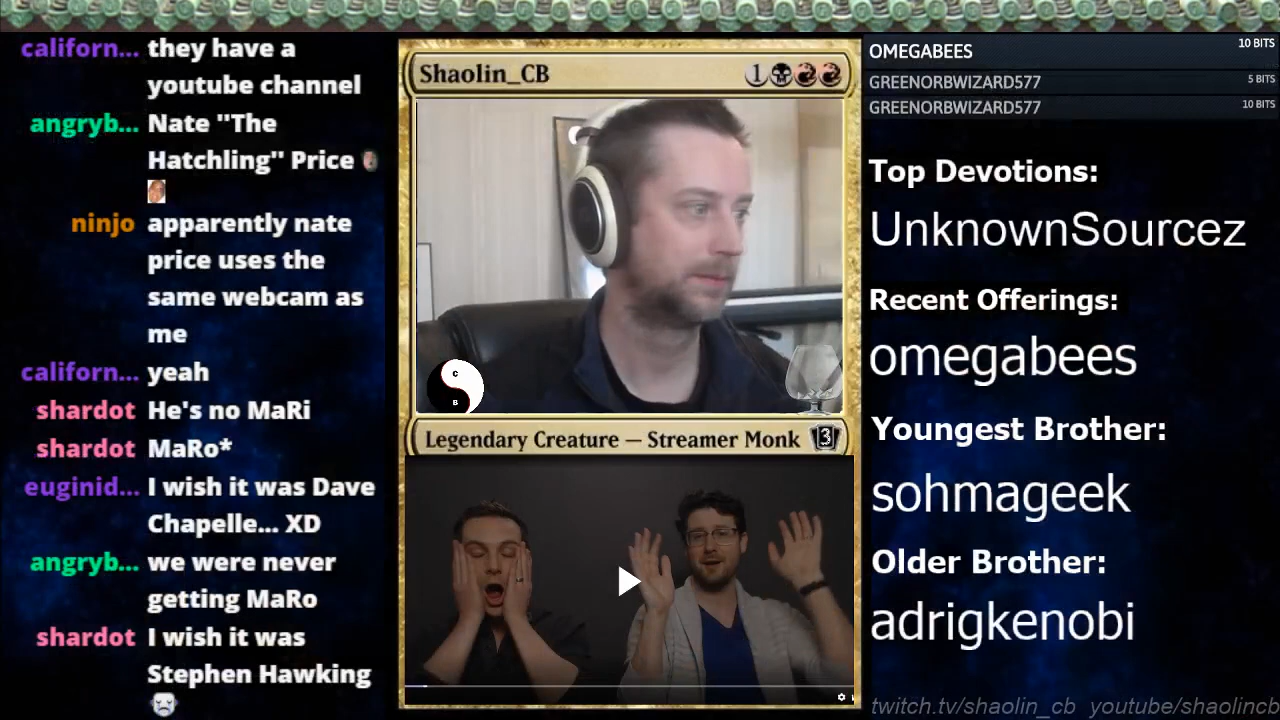 californ... they have a
youtube channel
angryb... Nate "The
Hatchling" Price
ninjo apparently nate
price uses the
same webcam as
me
californ... yeah
shardot He's no MaRi
shardot MaRo*
euginid... I wish it was Dave
Chapelle... XD
angryb... we were never
getting MaRo
shardot I wish it was
Stephen Hawking
Shaolin_CB 1
C
B
Legendary Creature — Streamer Monk 3
OMEGABEES 10 BITS
GREENORBWIZARD577 5 BITS
GREENORBWIZARD577 10 BITS
Top Devotions:
UnknownSourcez
Recent Offerings:
omegabees
Youngest Brother:
sohmageek
Older Brother:
adrigkenobi
twitch.tv/shaolin_cb youtube/shaolincb